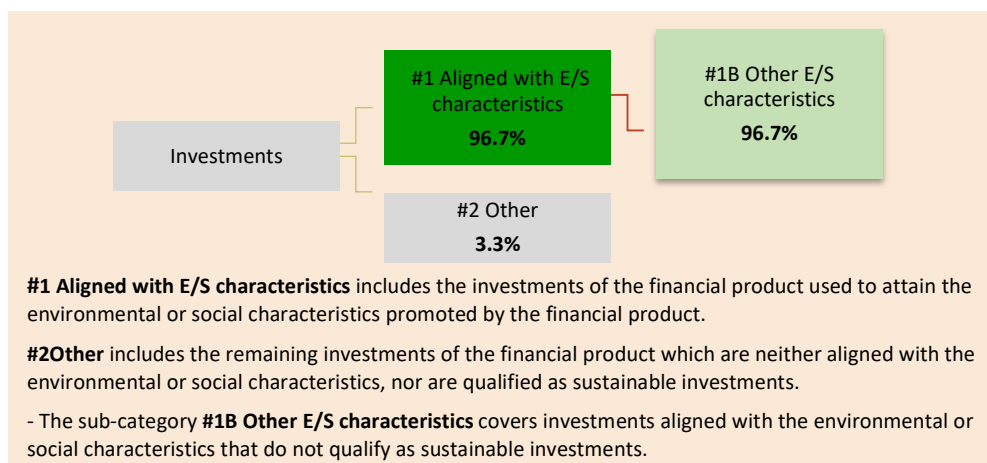 #1 Aligned with E/S
characteristics
96.7%
#1B Other E/S
characteristics
96.7%
Investments
#2 Other
3.3%
#1 Aligned with E/S characteristics includes the investments of the financial product used to attain the
environmental or social characteristics promoted by the financial product.
#2Other includes the remaining investments of the financial product which are neither aligned with the
environmental or social characteristics, nor are qualified as sustainable investments.
- The sub-category #1B Other E/S characteristics covers investments aligned with the environmental or
social characteristics that do not qualify as sustainable investments.